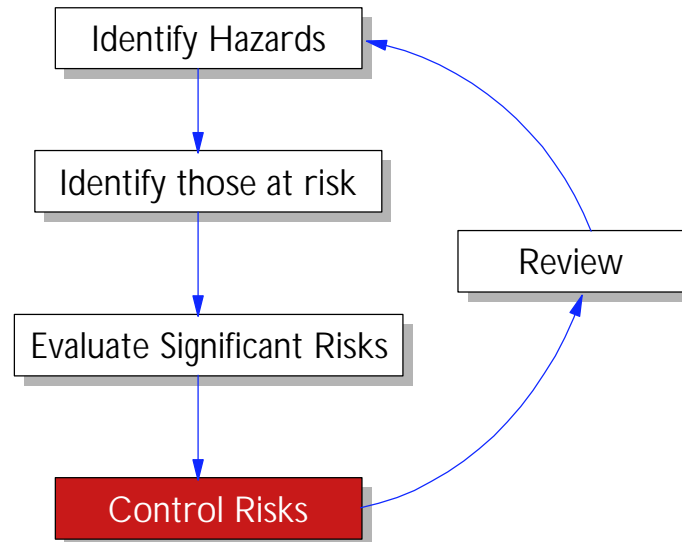 Identify Hazards
Identify those at risk
Review
Evaluate Significant Risks
Control Risks